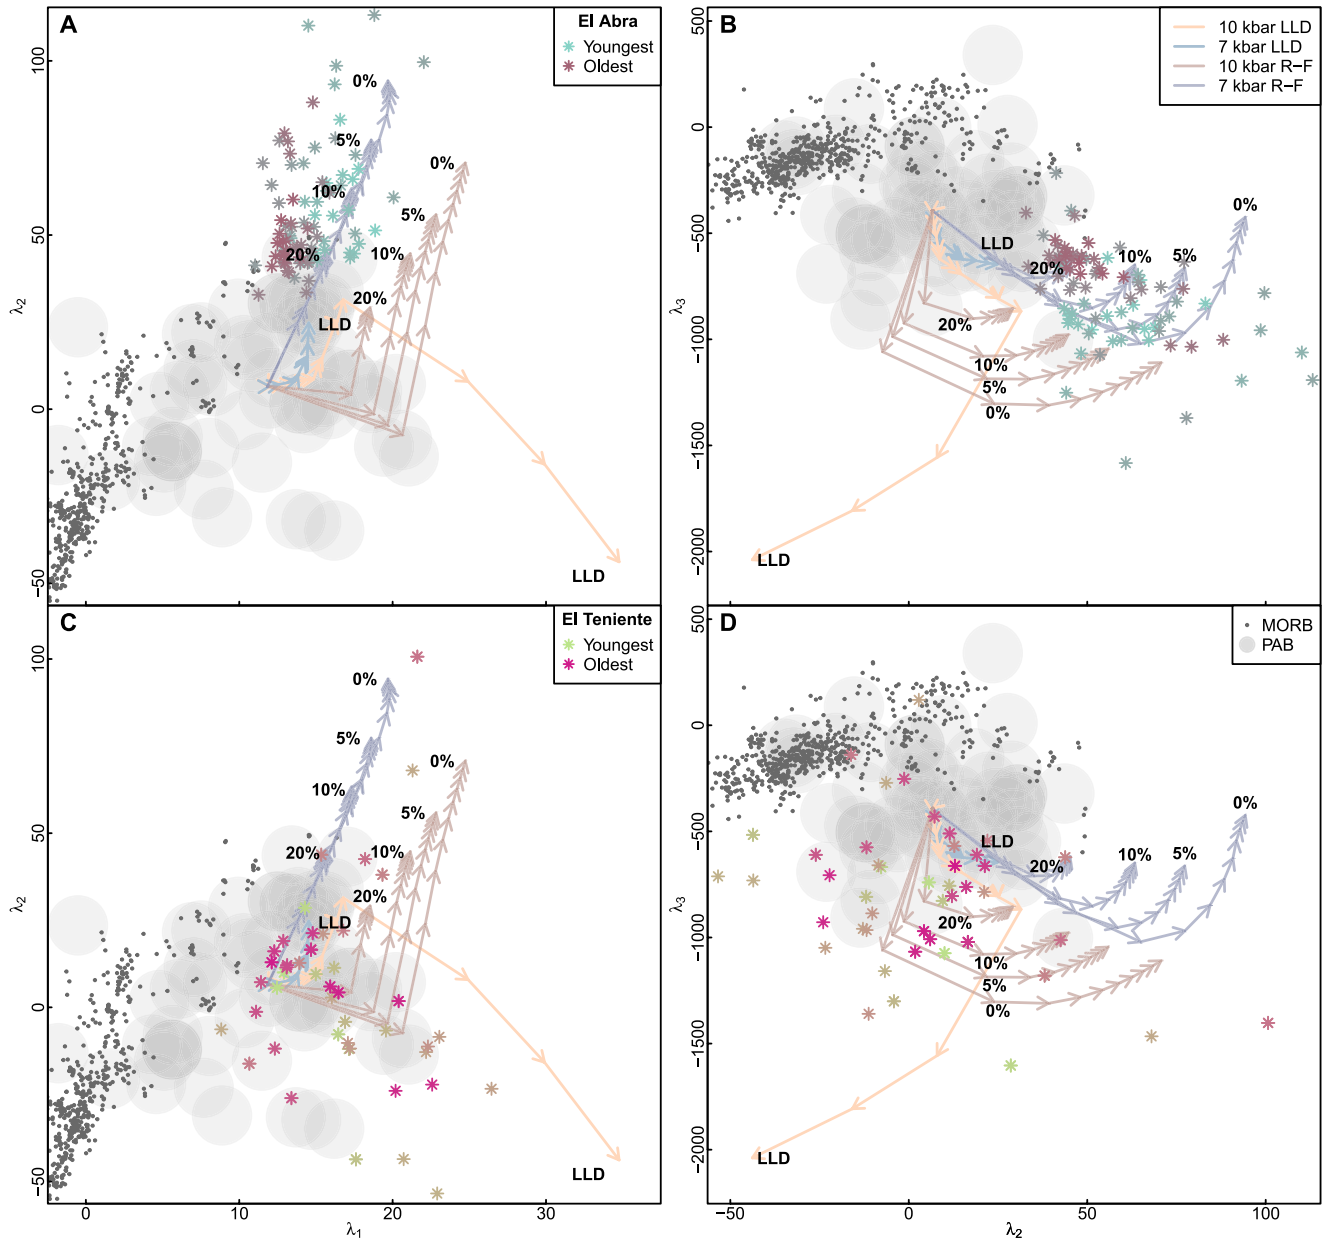 A
El Abra
Youngest
Oldest
0%
5%
10%
20%
LLD
0%
5%
10%
20%
LLD
λ2
100
50
0
−50
B
10 kbar LLD
7 kbar LLD
10 kbar R−F
7 kbar R−F
LLD
20%
10%
5%
0%
20%
10%
5%
0%
LLD
λ3
500
0
−500
−1000
−1500
−2000
C
El Teniente
Youngest
Oldest
0%
5%
10%
20%
LLD
0%
5%
10%
20%
LLD
λ2
100
50
0
−50
0
10
20
30
λ1
D
MORB
PAB
LLD
20%
10%
5%
0%
20%
10%
5%
0%
LLD
λ3
500
0
−500
−1000
−1500
−2000
−50
0
50
100
λ2